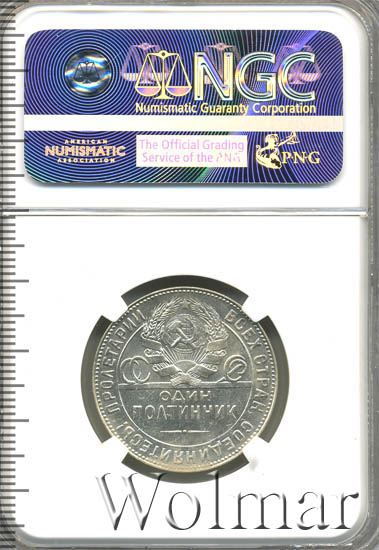 NGC
Numismatic Guaranty Corporation
AMERICAN
NUMISMATIC
ASSOCIATION
The Official Grading
Service of the PNG
PNG
ПРОЛЕТАРИИ ВСЕХ СТРАН, СОЕДИНЯЙТЕСЬ!
ОДИН
ПОЛТИННИК
Wolmar